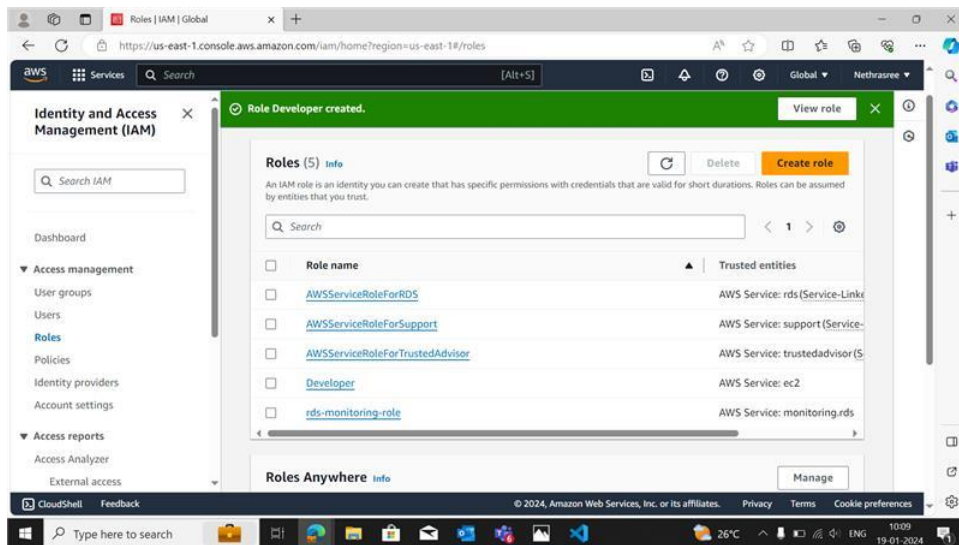 Roles | IAM | Global
https://us-east-1.console.aws.amazon.com/iam/home?region=us-east-1#/roles
aws
Services
Search
[Alt+S]
Global
Nethrasree
Identity and Access
Management (IAM)
Search IAM
Dashboard
Access management
User groups
Users
Roles
Policies
Identity providers
Account settings
Access reports
Access Analyzer
External access
Role Developer created.
View role
Roles (5) Info
Delete
Create role
An IAM role is an identity you can create that has specific permissions with credentials that are valid for short durations. Roles can be assumed
by entities that you trust.
Search
1
Role name
Trusted entities
AWSServiceRoleForRDS
AWS Service: rds (Service-Linke
AWSServiceRoleForSupport
AWS Service: support (Service-
AWSServiceRoleForTrustedAdvisor
AWS Service: trustedadvisor (S
Developer
AWS Service: ec2
rds-monitoring-role
AWS Service: monitoring.rds
Roles Anywhere Info
Manage
CloudShell
Feedback
© 2024, Amazon Web Services, Inc. or its affiliates.
Privacy
Terms
Cookie preferences
Type here to search
26°C
ENG
10:09
19-01-2024